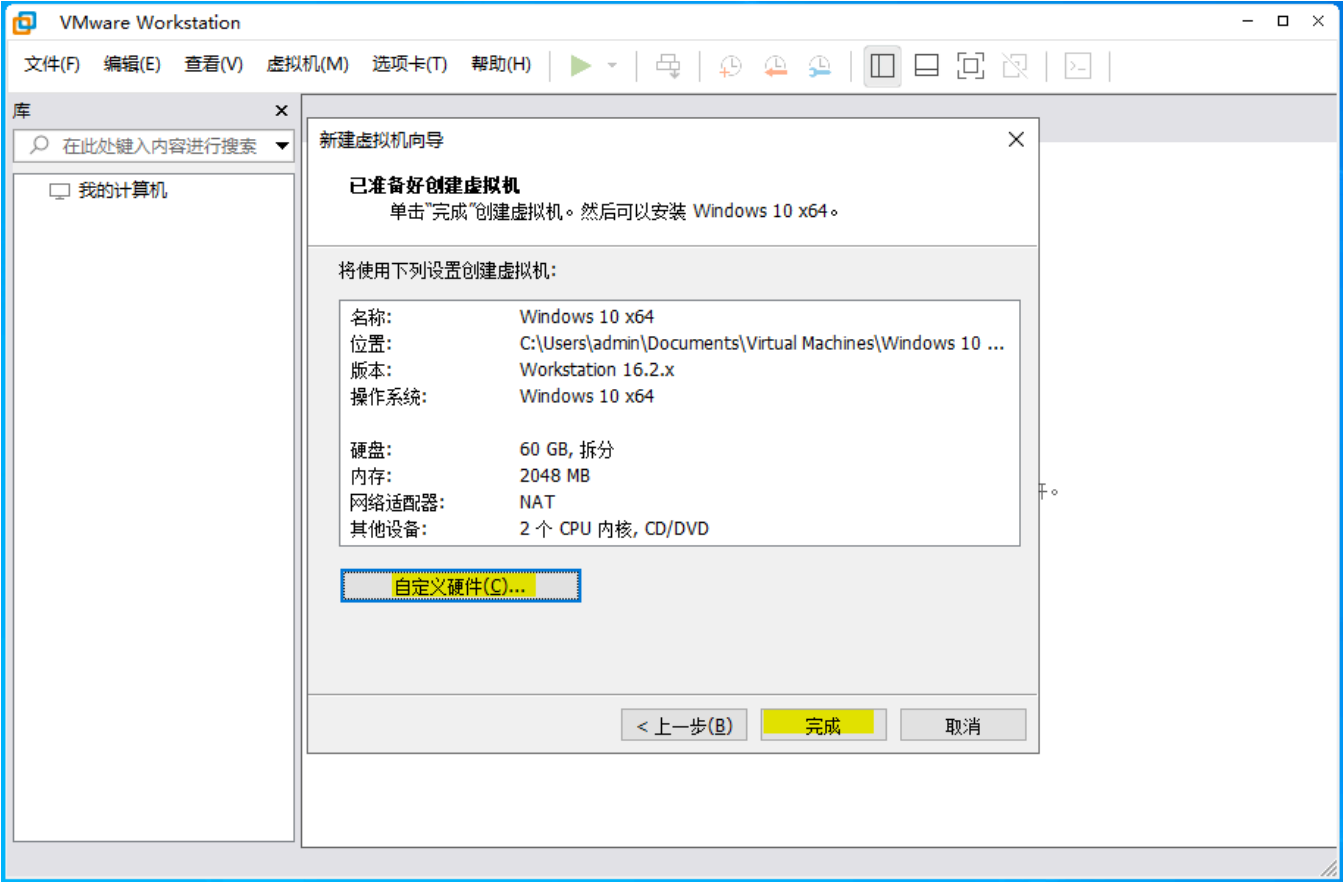 VMware Workstation
文件(F) 编辑(E) 查看(V) 虚拟机(M) 选项卡(T) 帮助(H)
库
在此处键入内容进行搜索
我的计算机
新建虚拟机向导
已准备好创建虚拟机
单击"完成"创建虚拟机。然后可以安装 Windows 10 x64。
将使用下列设置创建虚拟机:
名称: Windows 10 x64
位置: C:\Users\admin\Documents\Virtual Machines\Windows 10 ...
版本: Workstation 16.2.x
操作系统: Windows 10 x64
硬盘: 60 GB, 拆分
内存: 2048 MB
网络适配器: NAT
其他设备: 2 个 CPU 内核, CD/DVD
自定义硬件(C)...
< 上一步(B) 完成 取消